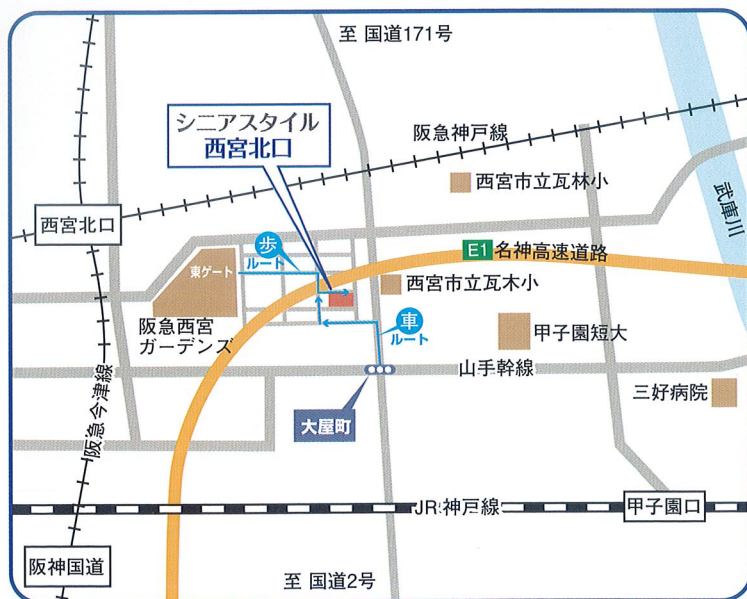 至 国道171号
シニアスタイル
西宮北口
阪急神戸線
西宮市立瓦林小
武庫川
西宮北口
歩
ルート
E1 名神高速道路
東ゲート
西宮市立瓦木小
阪急西宮
ガーデンズ
車
ルート
甲子園短大
山手幹線
三好病院
阪急今津線
大屋町
JR神戸線
甲子園口
阪神国道
至 国道2号